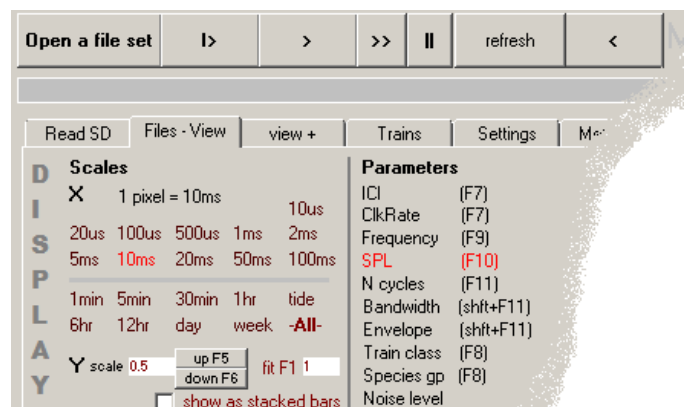 Open a file set I> > >> II refresh <
Read SD Files - View view + Trains Settings
DISPLAY
Scales
X 1 pixel = 10ms
10us
20us 100us 500us 1ms 2ms
5ms 10ms 20ms 50ms 100ms
1min 5min 30min 1hr tide
6hr 12hr day week -All-
Y scale 0.5 up F5 fit F1 1
down F6
show as stacked bars
Parameters
ICI (F7)
ClkRate (F7)
Frequency (F9)
SPL (F10)
N cycles (F11)
Bandwidth (shft+F11)
Envelope (shft+F11)
Train class (F8)
Species gp (F8)
Noise level